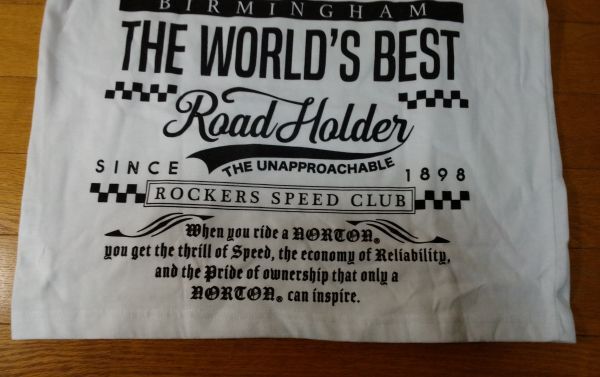 BIRMINGHAM
THE WORLD'S BEST
Road Holder
THE UNAPPROACHABLE
SINCE 1898
ROCKERS SPEED CLUB
When you ride a NORTON®
you get the thrill of Speed, the economy of Reliability,
and the Pride of ownership that only a
NORTON® can inspire.